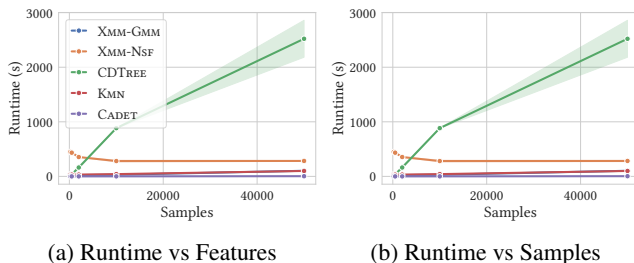 3000
2000
1000
0
Runtime (s)
XMM-GMM
XMM-NSF
CDTREE
KMN
CADET
0
20000
40000
Samples
3000
2000
1000
0
Runtime (s)
0
20000
40000
Samples
(a) Runtime vs Features
(b) Runtime vs Samples